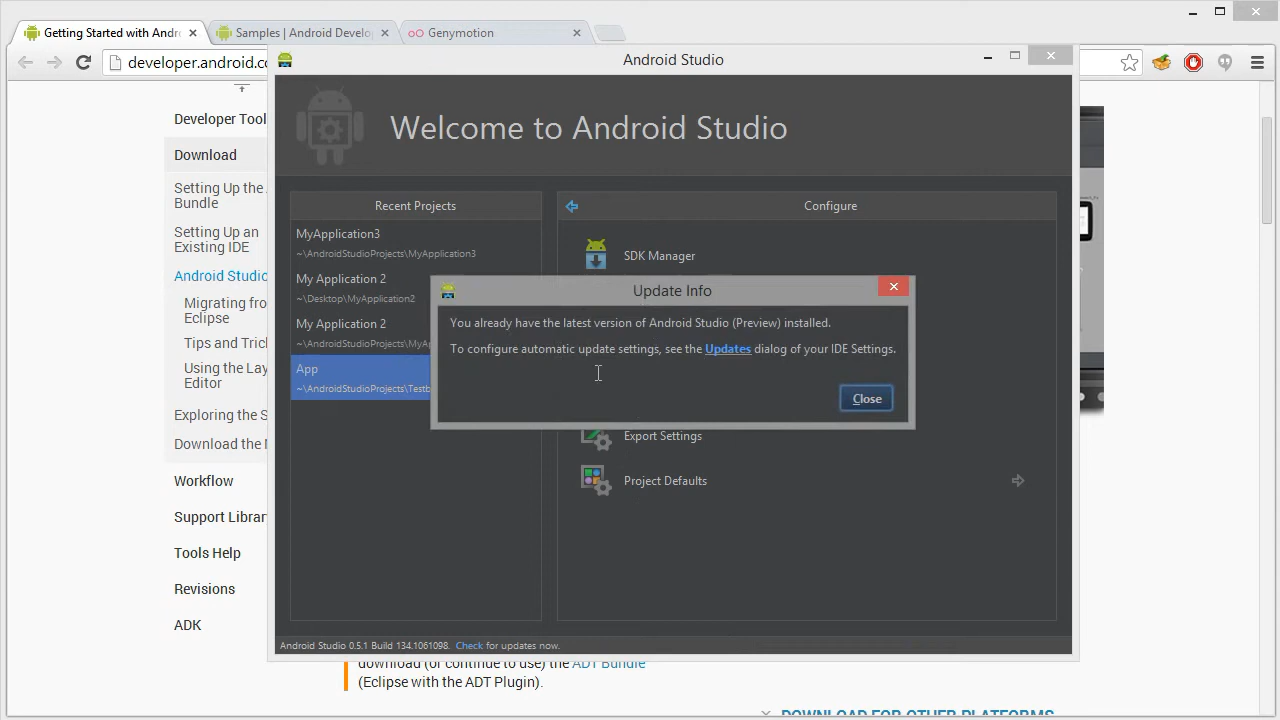 Getting Started with Andr
Samples | Android Develo
Genymotion
developer.android.co
Android Studio
Developer Tool
Download
Setting Up the
Bundle
Setting Up an
Existing IDE
Android Studio
Migrating fro
Eclipse
Tips and Tric
Using the Lay
Editor
Exploring the S
Download the N
Workflow
Support Librar
Tools Help
Revisions
ADK
Welcome to Android Studio
Recent Projects
MyApplication3
~\AndroidStudioProjects\MyApplication3
My Application 2
~\Desktop\MyApplication2
My Application 2
~\AndroidStudioProjects\MyAp
App
~\AndroidStudioProjects\Testb
Configure
SDK Manager
Update Info
You already have the latest version of Android Studio (Preview) installed.
To configure automatic update settings, see the Updates dialog of your IDE Settings.
Close
Export Settings
Project Defaults
Android Studio 0.5.1 Build 134.1061098. Check for updates now.
download (or continue to use) the ADT Bundle
(Eclipse with the ADT Plugin).
DOWNLOAD FOR OTHER PLATFORMS